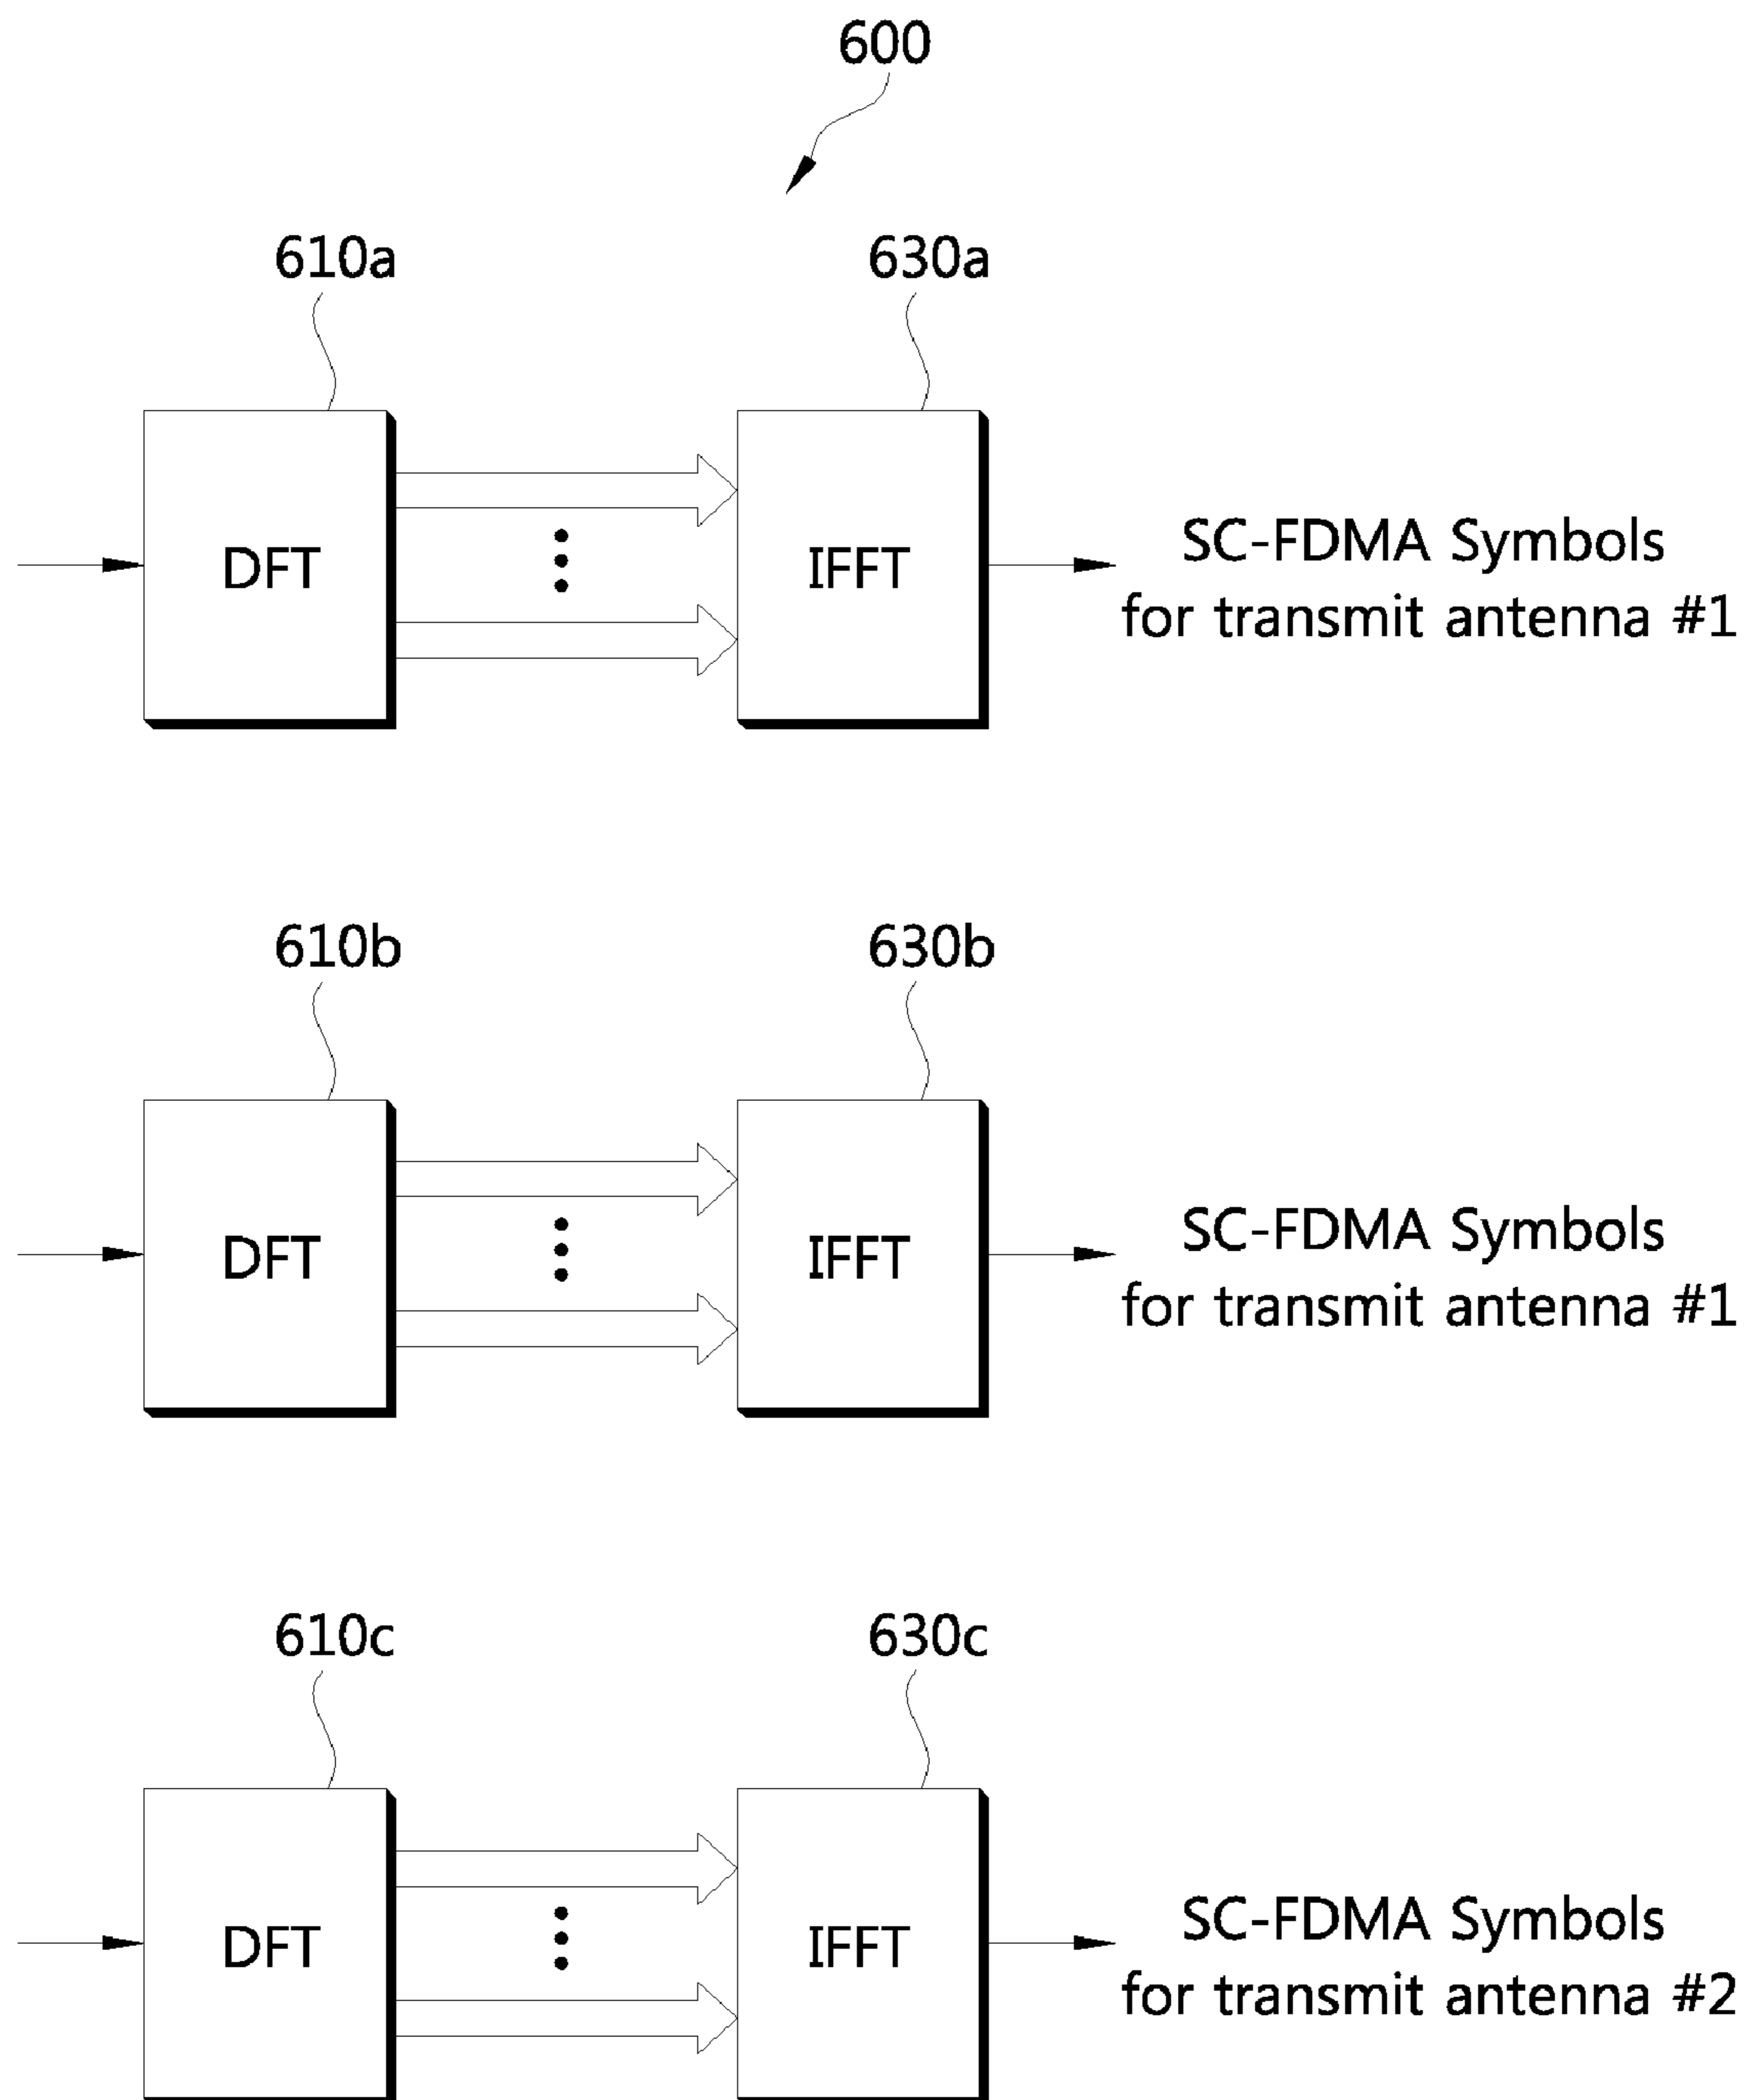 600
610a
630a
DFT
IFFT
SC-FDMA Symbols
for transmit antenna #1
610b
630b
DFT
IFFT
SC-FDMA Symbols
for transmit antenna #1
610c
630c
DFT
IFFT
SC-FDMA Symbols
for transmit antenna #2